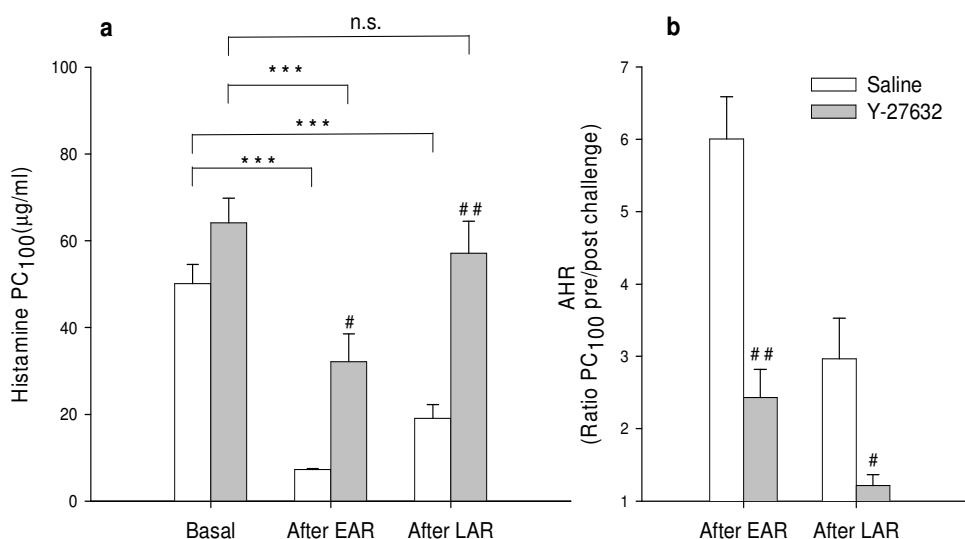 a
n.s.
***
***
***
Histamine PC100(μg/ml)
100
80
60
40
20
0
#
##
Basal
After EAR
After LAR
b
Saline
Y-27632
AHR
(Ratio PC100 pre/post challenge)
7
6
5
4
3
2
1
##
#
After EAR
After LAR